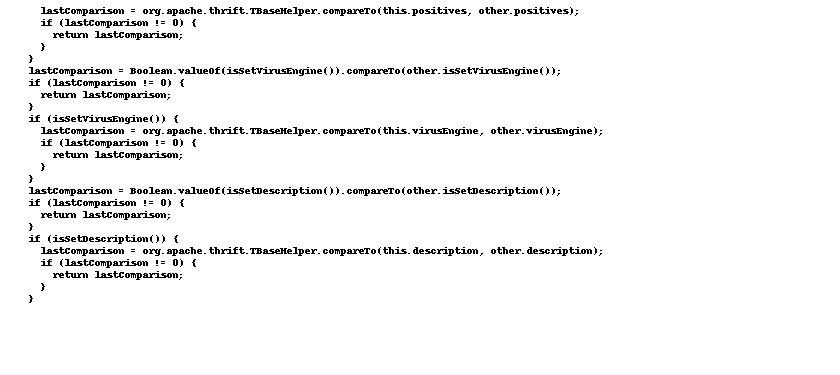 lastComparison = org.apache.thrift.TBaseHelper.compareTo(this.positives, other.positives);
if (lastComparison != 0) {
return lastComparison;
}
}
lastComparison = Boolean.valueOf(isSetVirusEngine()).compareTo(other.isSetVirusEngine());
if (lastComparison != 0) {
return lastComparison;
}
if (isSetVirusEngine()) {
lastComparison = org.apache.thrift.TBaseHelper.compareTo(this.virusEngine, other.virusEngine);
if (lastComparison != 0) {
return lastComparison;
}
}
lastComparison = Boolean.valueOf(isSetDescription()).compareTo(other.isSetDescription());
if (lastComparison != 0) {
return lastComparison;
}
if (isSetDescription()) {
lastComparison = org.apache.thrift.TBaseHelper.compareTo(this.description, other.description);
if (lastComparison != 0) {
return lastComparison;
}
}